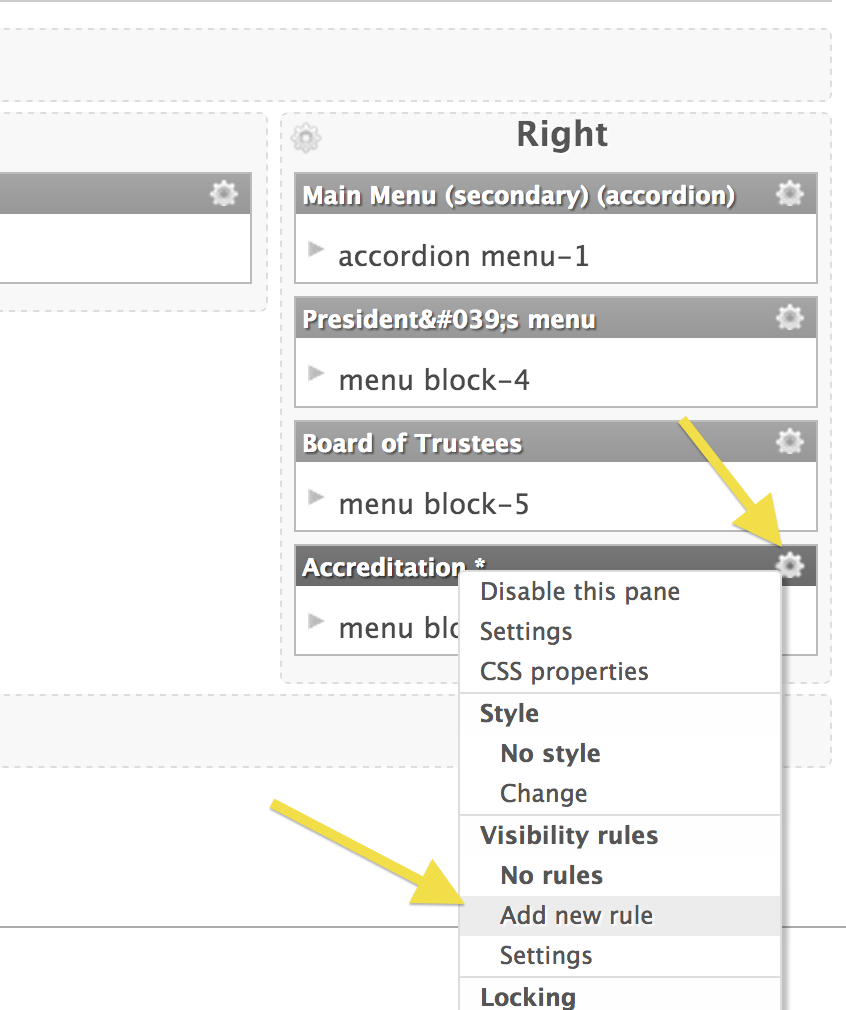 Right
Main Menu (secondary) (accordion)
accordion menu-1
President&#039;s menu
menu block-4
Board of Trustees
menu block-5
Accreditation *
menu
Disable this pane
Settings
CSS properties
Style
No style
Change
Visibility rules
No rules
Add new rule
Settings
Locking